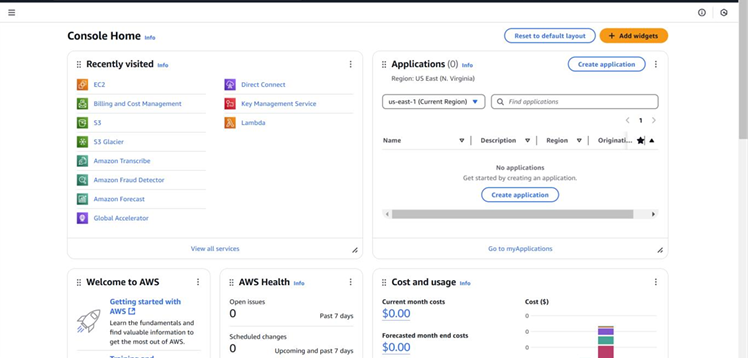 Console Home Info
Reset to default layout
+ Add widgets
Recently visited Info
EC2
Billing and Cost Management
S3
S3 Glacier
Amazon Transcribe
Amazon Fraud Detector
Amazon Forecast
Global Accelerator
Direct Connect
Key Management Service
Lambda
View all services
Applications (0) Info
Create application
Region: US East (N. Virginia)
us-east-1 (Current Region)
Find applications
1
Name Description Region Originati...
No applications
Get started by creating an application.
Create application
Go to myApplications
Welcome to AWS
Getting started with
AWS
Learn the fundamentals and
find valuable information to
get the most out of AWS.
AWS Health Info
Open issues
0 Past 7 days
Scheduled changes
0 Upcoming and past 7 days
Cost and usage Info
Current month costs
$0.00
Forecasted month end costs
$0.00
Cost ($)
0
0
0